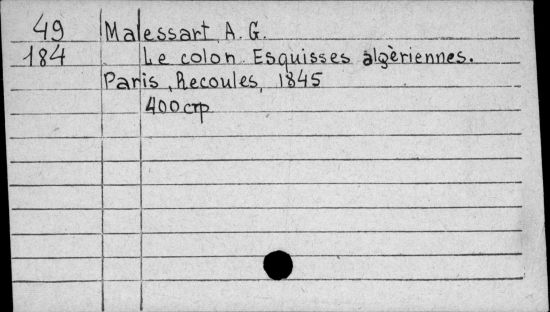 49 Malessart A. G.
184 Le colon. Esquisses algèriennes.
Paris, Recoules, 1845
400 стр